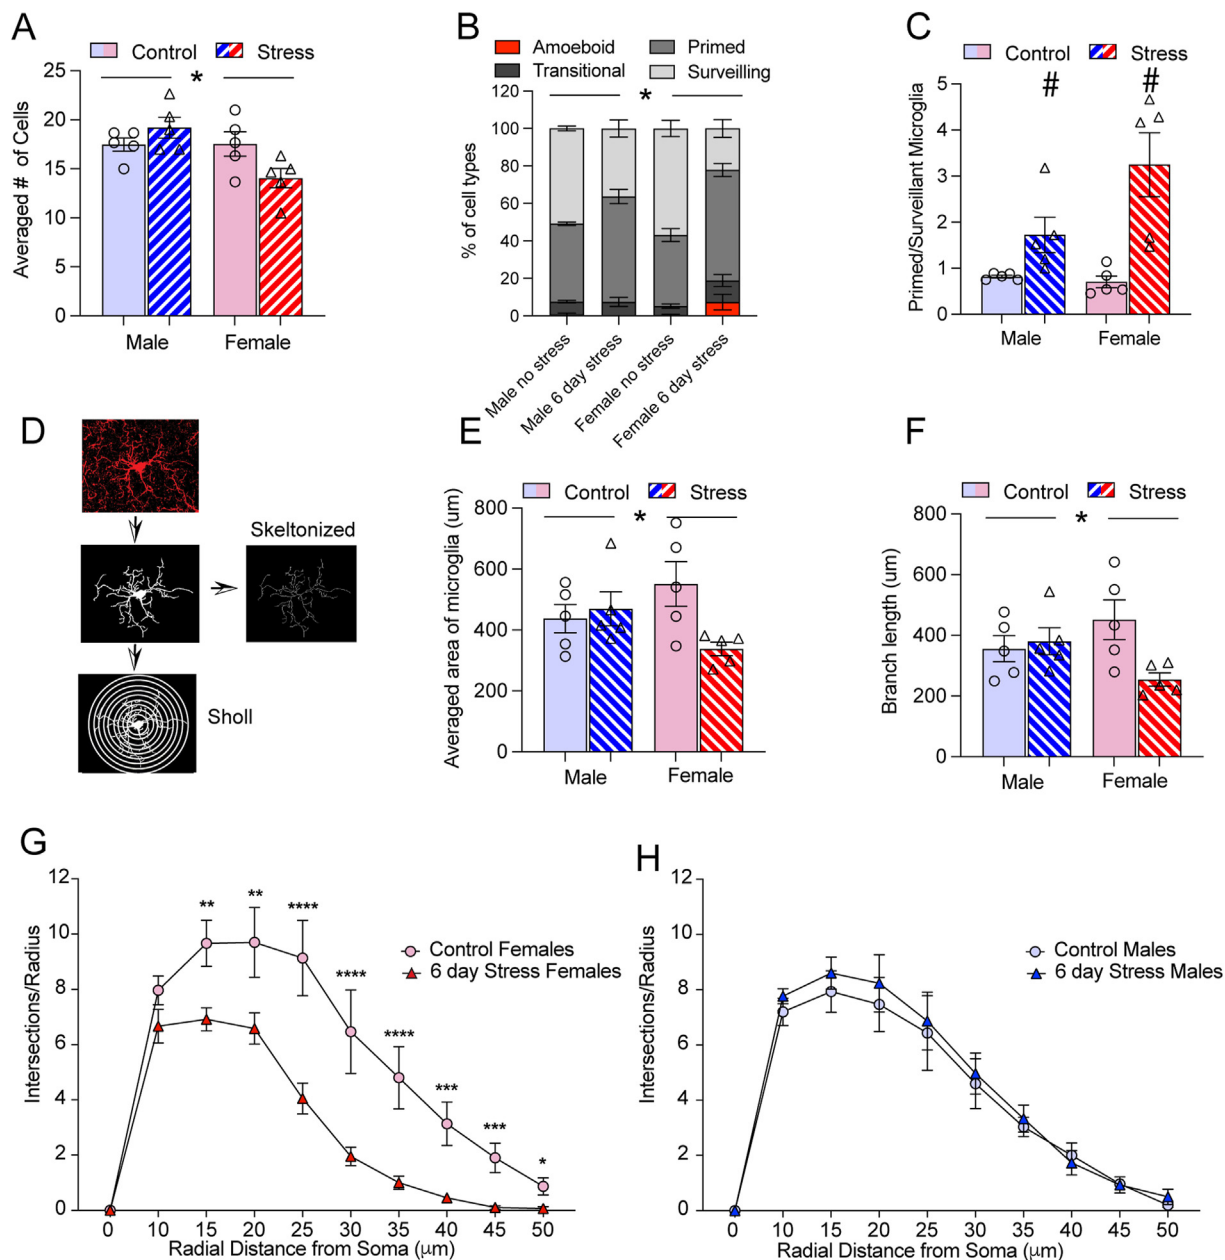 A
Control Stress
*
Averaged # of Cells
25
20
15
10
5
0
Male Female
B
Amoeboid Primed
Transitional Surveilling
*
% of cell types
120
100
80
60
40
20
0
Male no stress
Male 6 day stress
Female no stress
Female 6 day stress
C
Control Stress
# #
Primed/Surveillant Microglia
5
4
3
2
1
0
Male Female
D
Skeltonized
Sholl
E
Control Stress
*
Averaged area of microglia (um)
800
600
400
200
0
Male Female
F
Control Stress
*
Branch length (um)
800
600
400
200
0
Male Female
G
Intersections/Radius
12
10
8
6
4
2
0
** ** **** **** **** *** *** *
Control Females
6 day Stress Females
0 10 15 20 25 30 35 40 45 50
Radial Distance from Soma (μm)
H
Intersections/Radius
12
10
8
6
4
2
0
Control Males
6 day Stress Males
0 10 15 20 25 30 35 40 45 50
Radial Distance from Soma (μm)